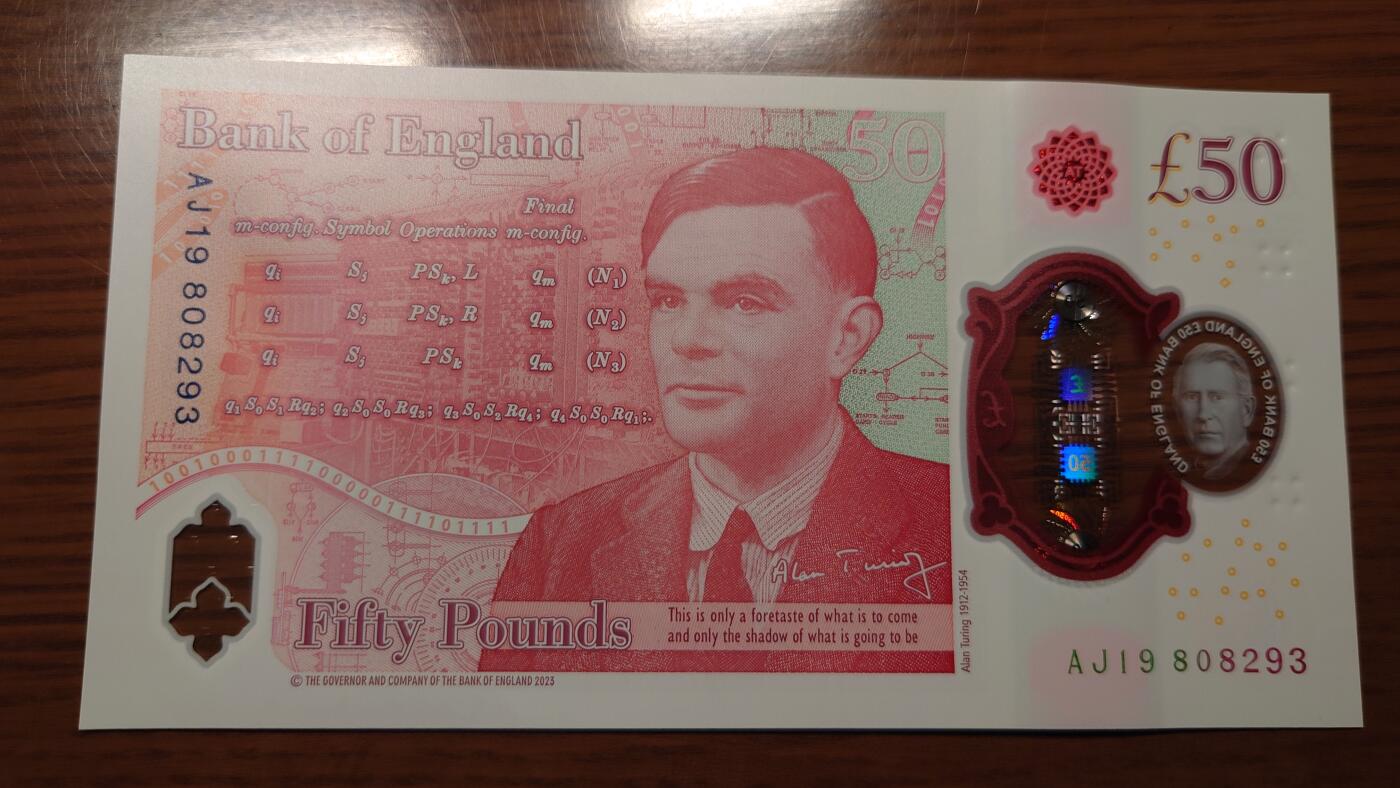 Bank of England
50
£50
AJ19 808293
Final
m-config. Symbol Operations m-config.
qi Sj PSk, L qm (N1)
qi Sj PSk, R qm (N2)
qi Sj PSk qm (N3)
q1 S0 S1 Rq2; q2 S0 S0 Rq3; q3 S0 S2 Rq4; q4 S0 S0 Rq1;.
£50 BANK OF ENGLAND £50 BANK OF ENGLAND
50
Alan Turing
Fifty Pounds
This is only a foretaste of what is to come
and only the shadow of what is going to be
Alan Turing 1912-1954
AJ19 808293
© THE GOVERNOR AND COMPANY OF THE BANK OF ENGLAND 2023